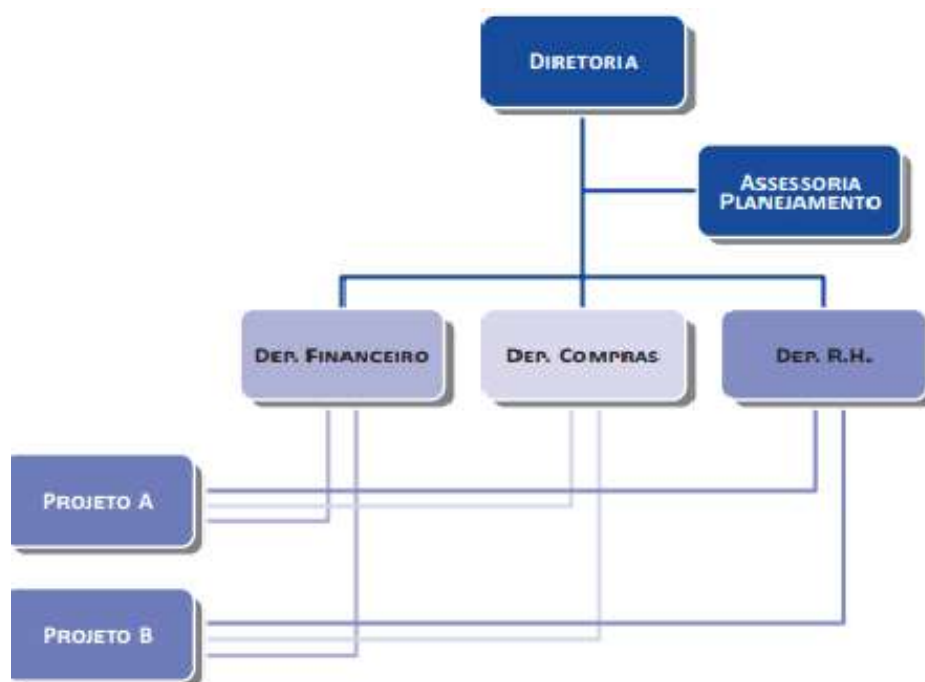 DIRETORIA
ASSESSORIA
PLANEJAMENTO
DEP. FINANCEIRO
DEP. COMPRAS
DEP. R.H.
PROJETO A
PROJETO B